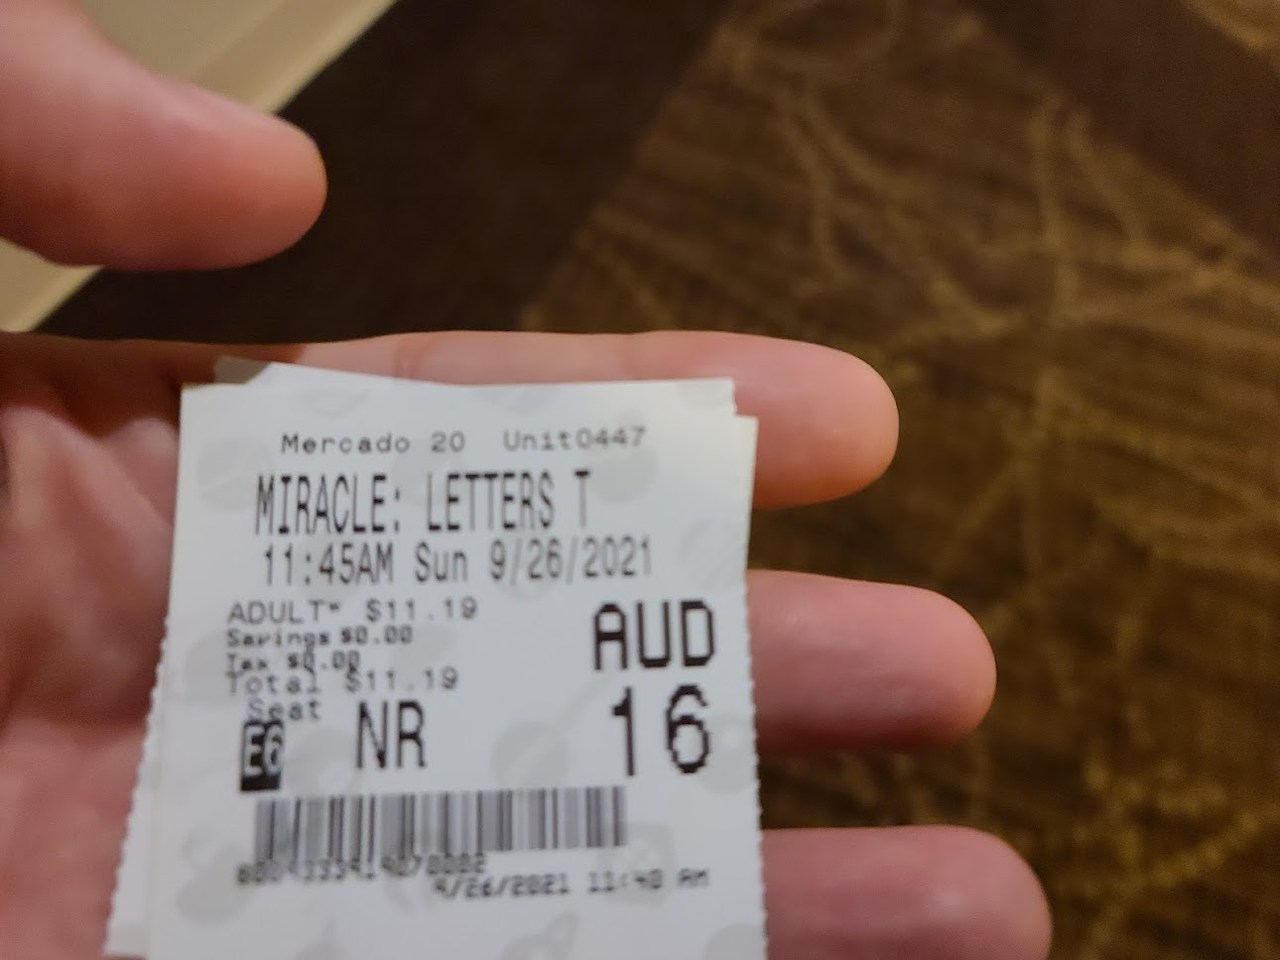 Mercado 20 Unit0447
MIRACLE: LETTERS T
11:45AM Sun 9/26/2021
ADULT* $11.19
Savings $0.00
Tax $0.00
Total $11.19
Seat
E6 NR
AUD
16
9/26/2021 11:40 AM